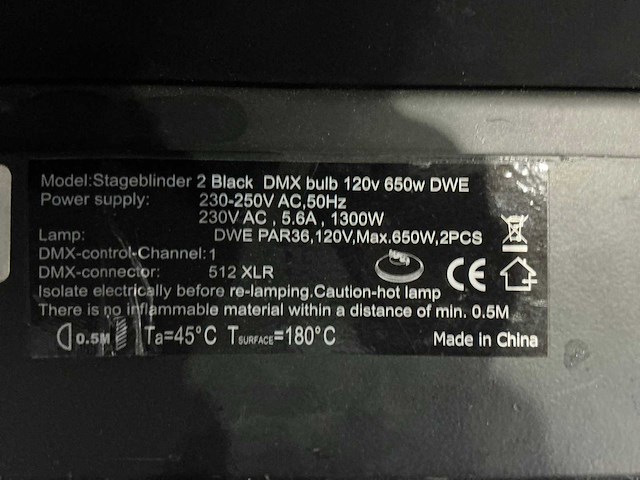 Model:Stageblinder 2 Black DMX bulb 120v 650w DWE
Power supply: 230-250V AC,50Hz
230V AC , 5.6A , 1300W
Lamp: DWE PAR36,120V,Max.650W,2PCS
DMX-control-Channel:1
DMX-connector: 512 XLR
Isolate electrically before re-lamping.Caution-hot lamp
There is no inflammable material within a distance of min. 0.5M
0.5M Ta=45°C TSURFACE=180°C Made in China
CE